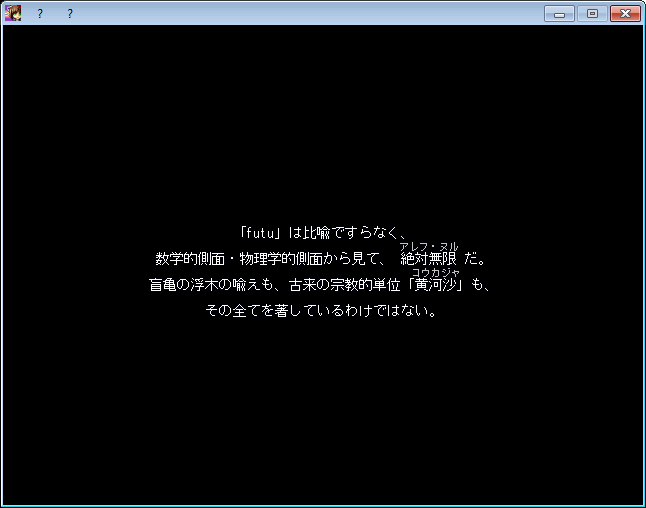 ? ?
「futu」は比喩ですらなく、
アレフ・ヌル
数学的側面・物理学的側面から見て、 絶対無限 だ。
コウカジャ
盲亀の浮木の喩えも、古来の宗教的単位「黄河沙」も、
その全てを著しているわけではない。